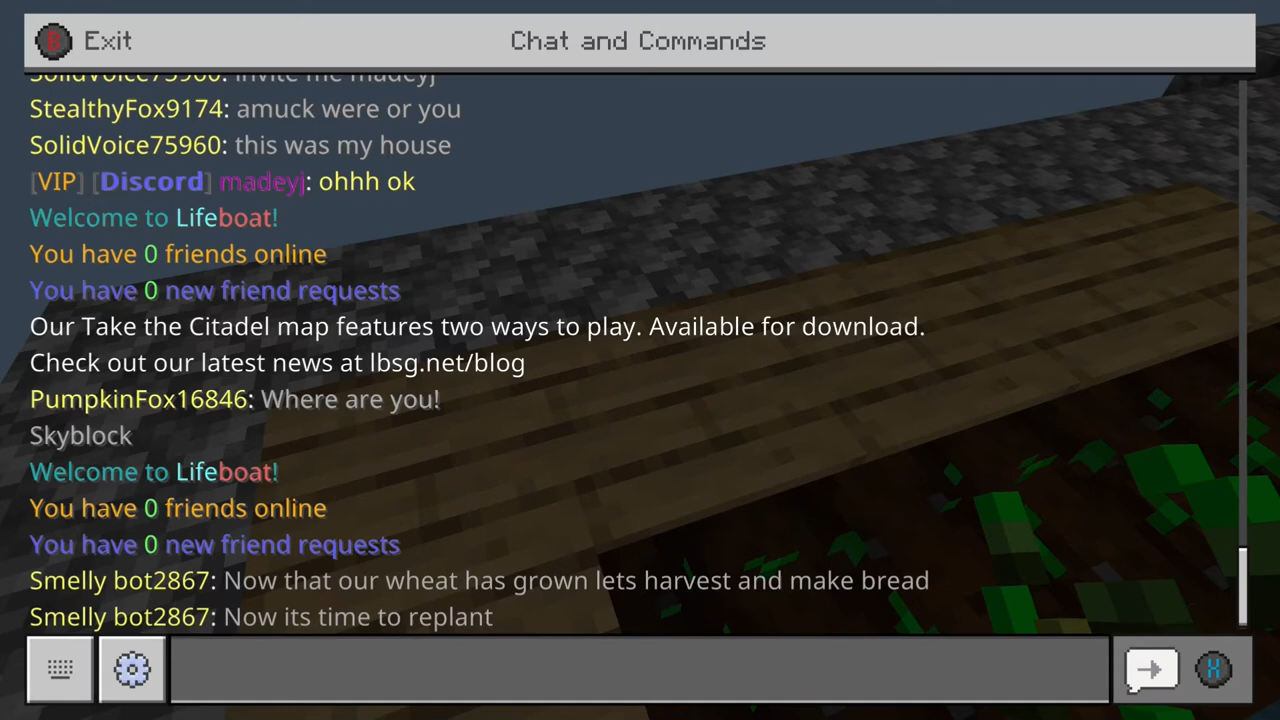 B Exit
Chat and Commands
SolidVoice75960: invite me madeyj
StealthyFox9174: amuck were or you
SolidVoice75960: this was my house
[VIP] [Discord] madeyj: ohhh ok
Welcome to Lifeboat!
You have 0 friends online
You have 0 new friend requests
Our Take the Citadel map features two ways to play. Available for download.
Check out our latest news at lbsg.net/blog
PumpkinFox16846: Where are you!
Skyblock
Welcome to Lifeboat!
You have 0 friends online
You have 0 new friend requests
Smelly bot2867: Now that our wheat has grown lets harvest and make bread
Smelly bot2867: Now its time to replant
X